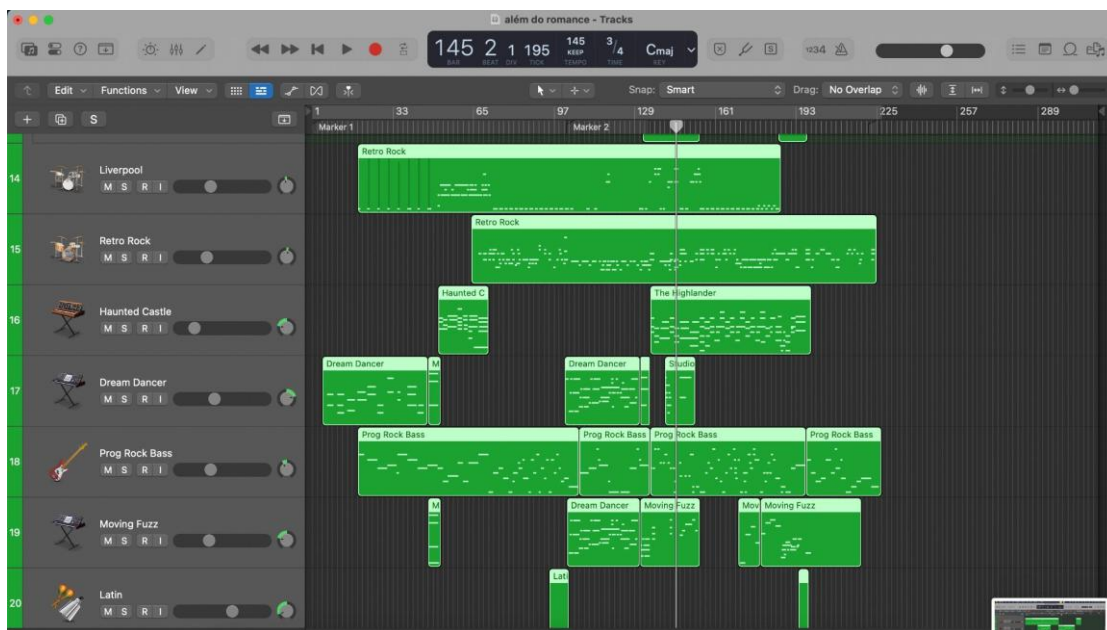 além do romance - Tracks
145 2 1 195 145 3/4 Cmaj
KEEP
BAR BEAT DIV TICK TEMPO TIME KEY
S 1234
Edit Functions View Snap: Smart Drag: No Overlap
S 1 33 65 97 129 161 193 225 257 289
Marker 1 Marker 2
Retro Rock
14 Liverpool
M S R I
Retro Rock
15 Retro Rock
M S R I
Haunted C The Highlander
16 Haunted Castle
M S R I
Dream Dancer M Dream Dancer Studio
17 Dream Dancer
M S R I
Prog Rock Bass Prog Rock Bass Prog Rock Bass Prog Rock Bass
18 Prog Rock Bass
M S R I
M Dream Dancer Moving Fuzz Mov Moving Fuzz
19 Moving Fuzz
M S R I
Lati
20 Latin
M S R I